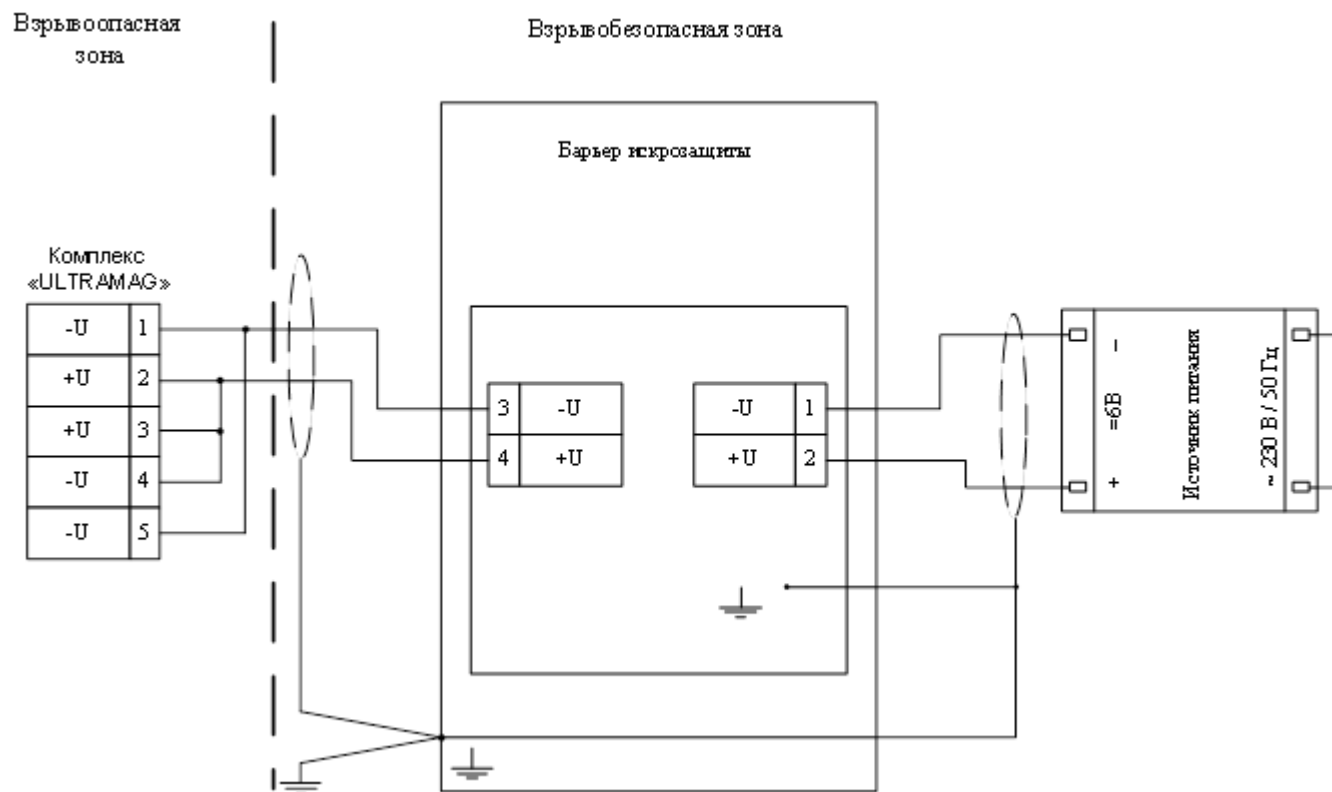 Взрывоопасная
зона
Взрывобезопасная зона
Барьер искрозащиты
Комплекс
«ULTRAMAG»
-U 1
+U 2
+U 3
-U 4
-U 5
3 -U
4 +U
-U 1
+U 2
–
=6В
+
Источник питания
~ 230 В / 50 Гц